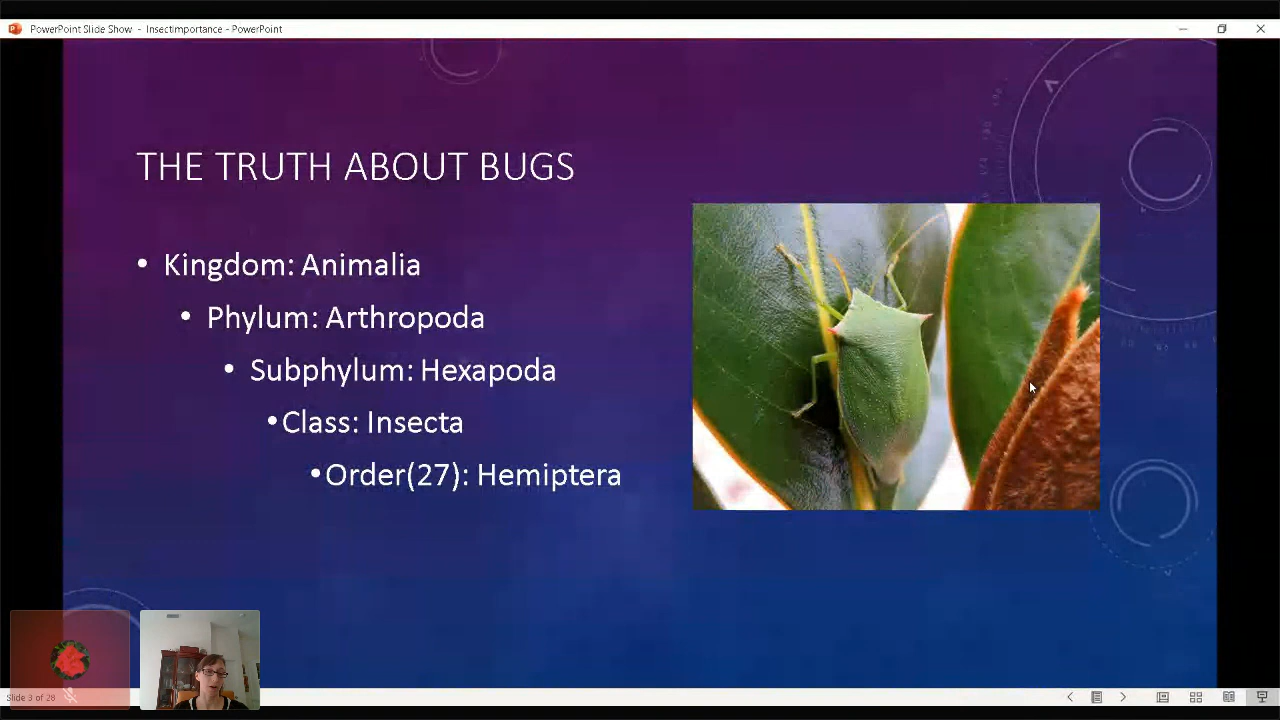 PowerPoint Slide Show - Insectimportance - PowerPoint
THE TRUTH ABOUT BUGS
• Kingdom: Animalia
• Phylum: Arthropoda
• Subphylum: Hexapoda
•Class: Insecta
•Order(27): Hemiptera
Slide 3 of 28